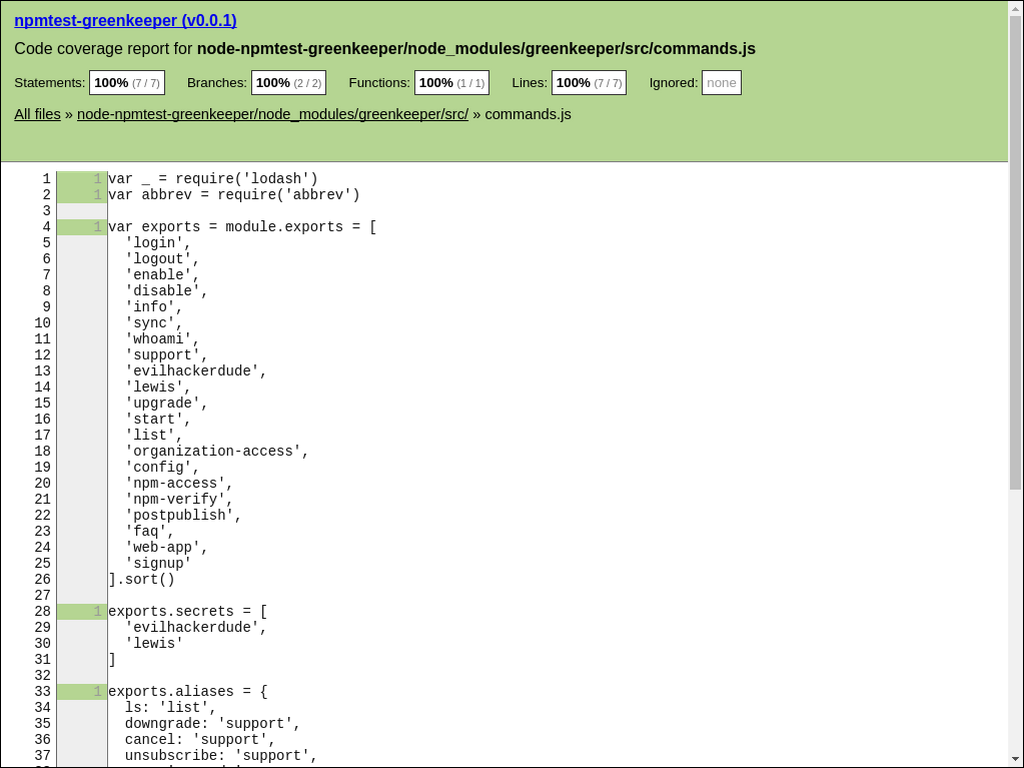 npmtest-greenkeeper (v0.0.1)
Code coverage report for node-npmtest-greenkeeper/node_modules/greenkeeper/src/commands.js
Statements: 100% (7 / 7) Branches: 100% (2 / 2) Functions: 100% (1 / 1) Lines: 100% (7 / 7) Ignored: none
All files » node-npmtest-greenkeeper/node_modules/greenkeeper/src/ » commands.js
1 1 var _ = require('lodash')
2 1 var abbrev = require('abbrev')
3
4 1 var exports = module.exports = [
5 'login',
6 'logout',
7 'enable',
8 'disable',
9 'info',
10 'sync',
11 'whoami',
12 'support',
13 'evilhackerdude',
14 'lewis',
15 'upgrade',
16 'start',
17 'list',
18 'organization-access',
19 'config',
20 'npm-access',
21 'npm-verify',
22 'postpublish',
23 'faq',
24 'web-app',
25 'signup'
26 ].sort()
27
28 1 exports.secrets = [
29 'evilhackerdude',
30 'lewis'
31 ]
32
33 1 exports.aliases = {
34 ls: 'list',
35 downgrade: 'support',
36 cancel: 'support',
37 unsubscribe: 'support',